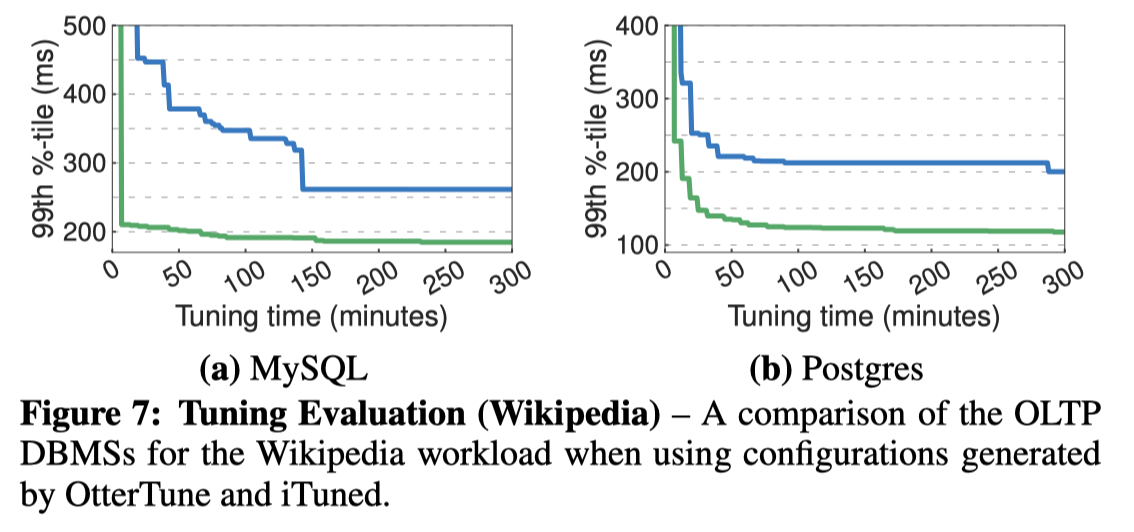 500
400
300
200
99th %-tile (ms)
0
50
100
150
200
250
300
Tuning time (minutes)
(a) MySQL
400
300
200
100
99th %-tile (ms)
0
50
100
150
200
250
300
Tuning time (minutes)
(b) Postgres
Figure 7: Tuning Evaluation (Wikipedia) – A comparison of the OLTP
DBMSs for the Wikipedia workload when using configurations generated
by OtterTune and iTuned.